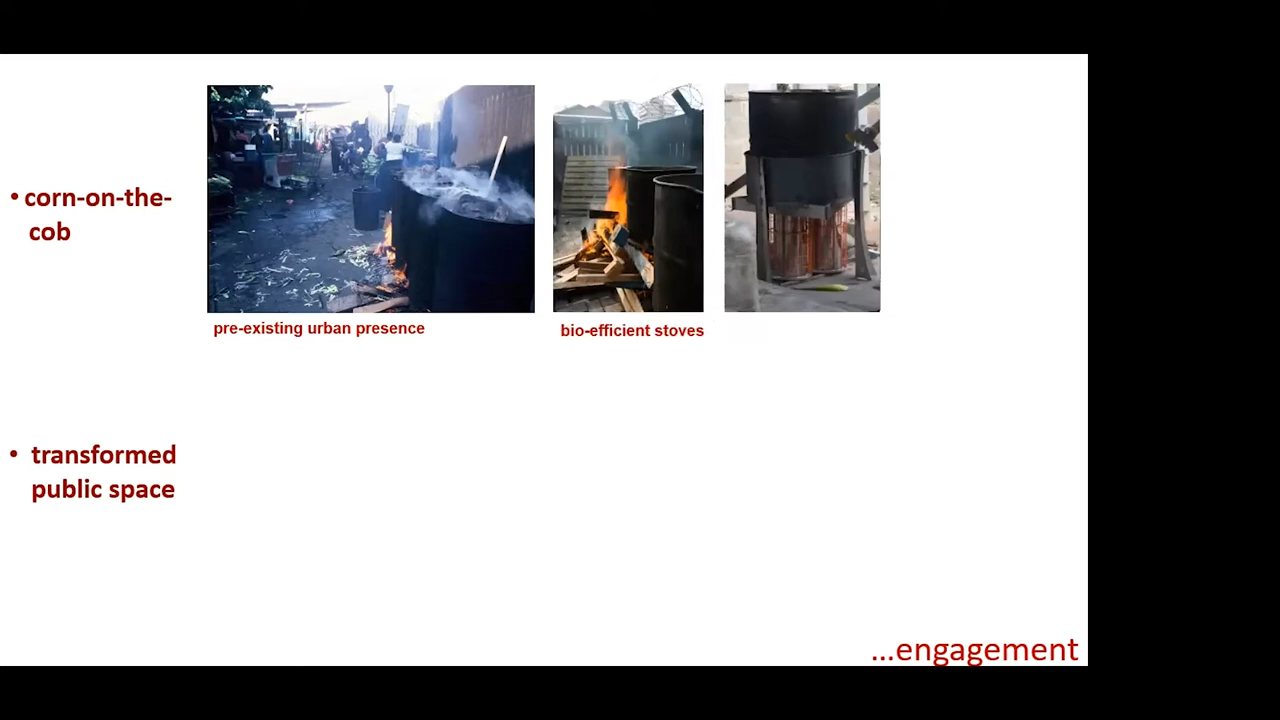 • corn-on-the-
cob
pre-existing urban presence
bio-efficient stoves
• transformed
public space
...engagement